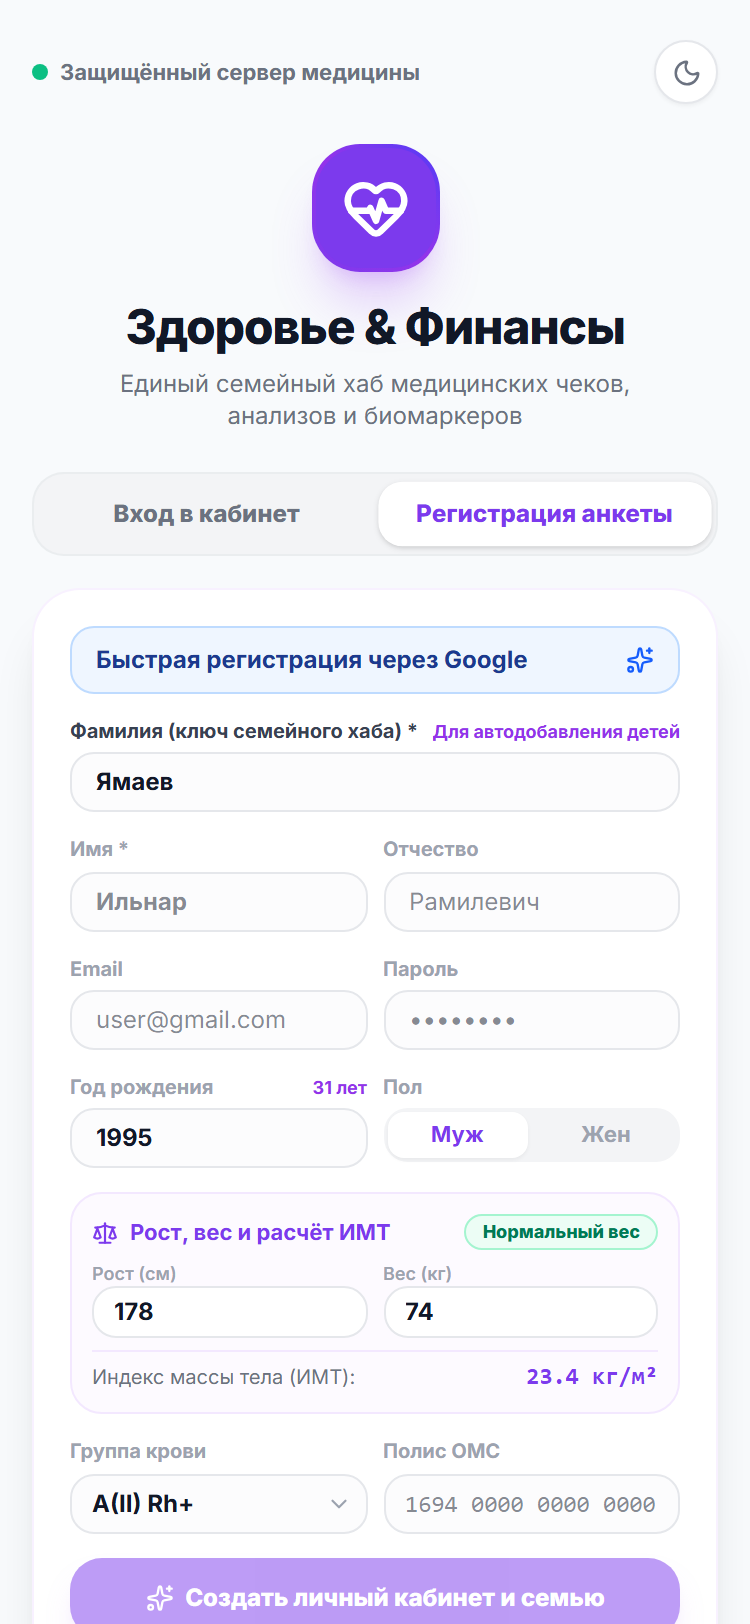 Защищённый сервер медицины
Здоровье & Финансы
Единый семейный хаб медицинских чеков,
анализов и биомаркеров
Вход в кабинет
Регистрация анкеты
Быстрая регистрация через Google
Фамилия (ключ семейного хаба) * Для автодобавления детей
Ямаев
Имя * Отчество
Ильнар Рамилевич
Email Пароль
user@gmail.com ••••••••
Год рождения 31 лет Пол
1995 Муж Жен
Рост, вес и расчёт ИМТ Нормальный вес
Рост (см) Вес (кг)
178 74
Индекс массы тела (ИМТ): 23.4 кг/м²
Группа крови Полис ОМС
A(II) Rh+ 1694 0000 0000 0000
Создать личный кабинет и семью